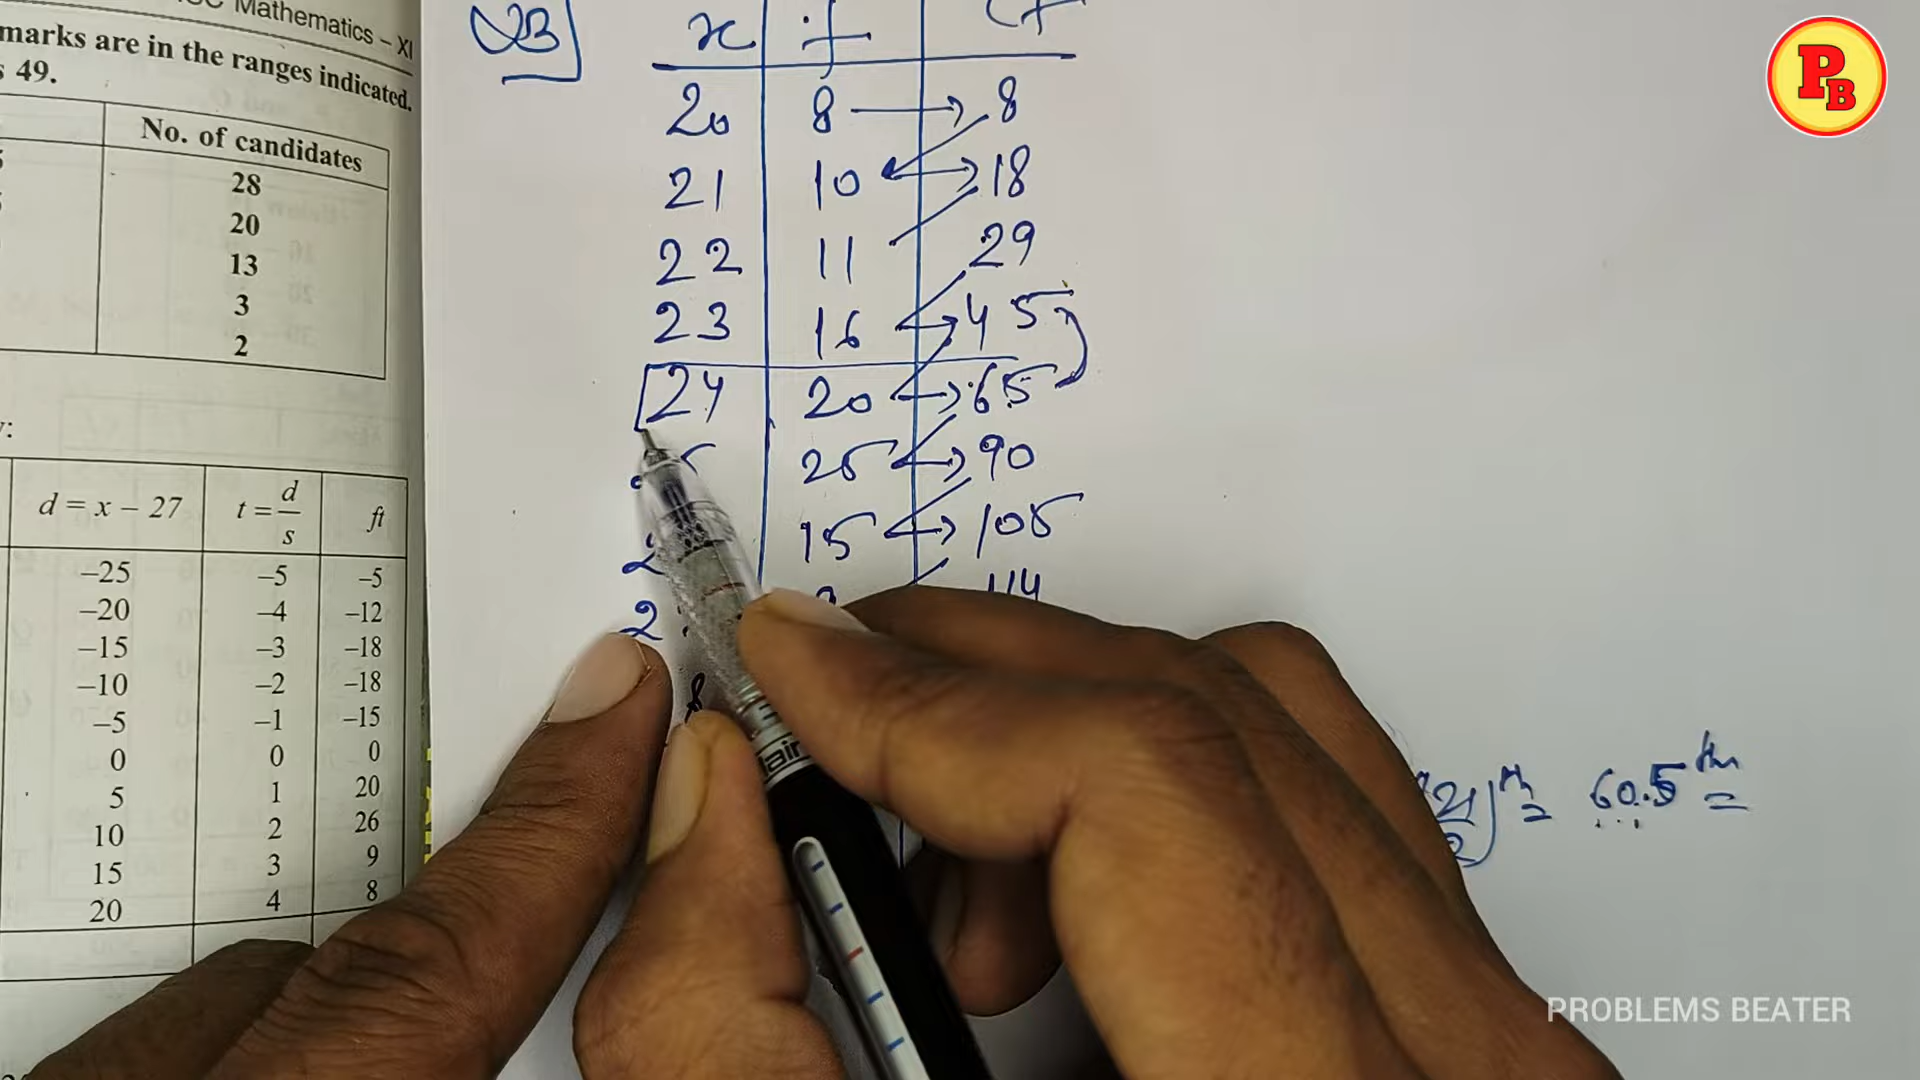 Mathematics – XI
marks are in the ranges indicated.
49.
No. of candidates
28
20
13
3
2
y:
d = x – 27 t = d/s ft
–25 –5 –5
–20 –4 –12
–15 –3 –18
–10 –2 –18
–5 –1 –15
0 0 0
5 1 20
10 2 26
15 3 9
20 4 8
x f
20 8 8
21 10 18
22 11 29
23 16 45
24 20 65
25 90
15 105
2 114
8
60.5
PB
PROBLEMS BEATER